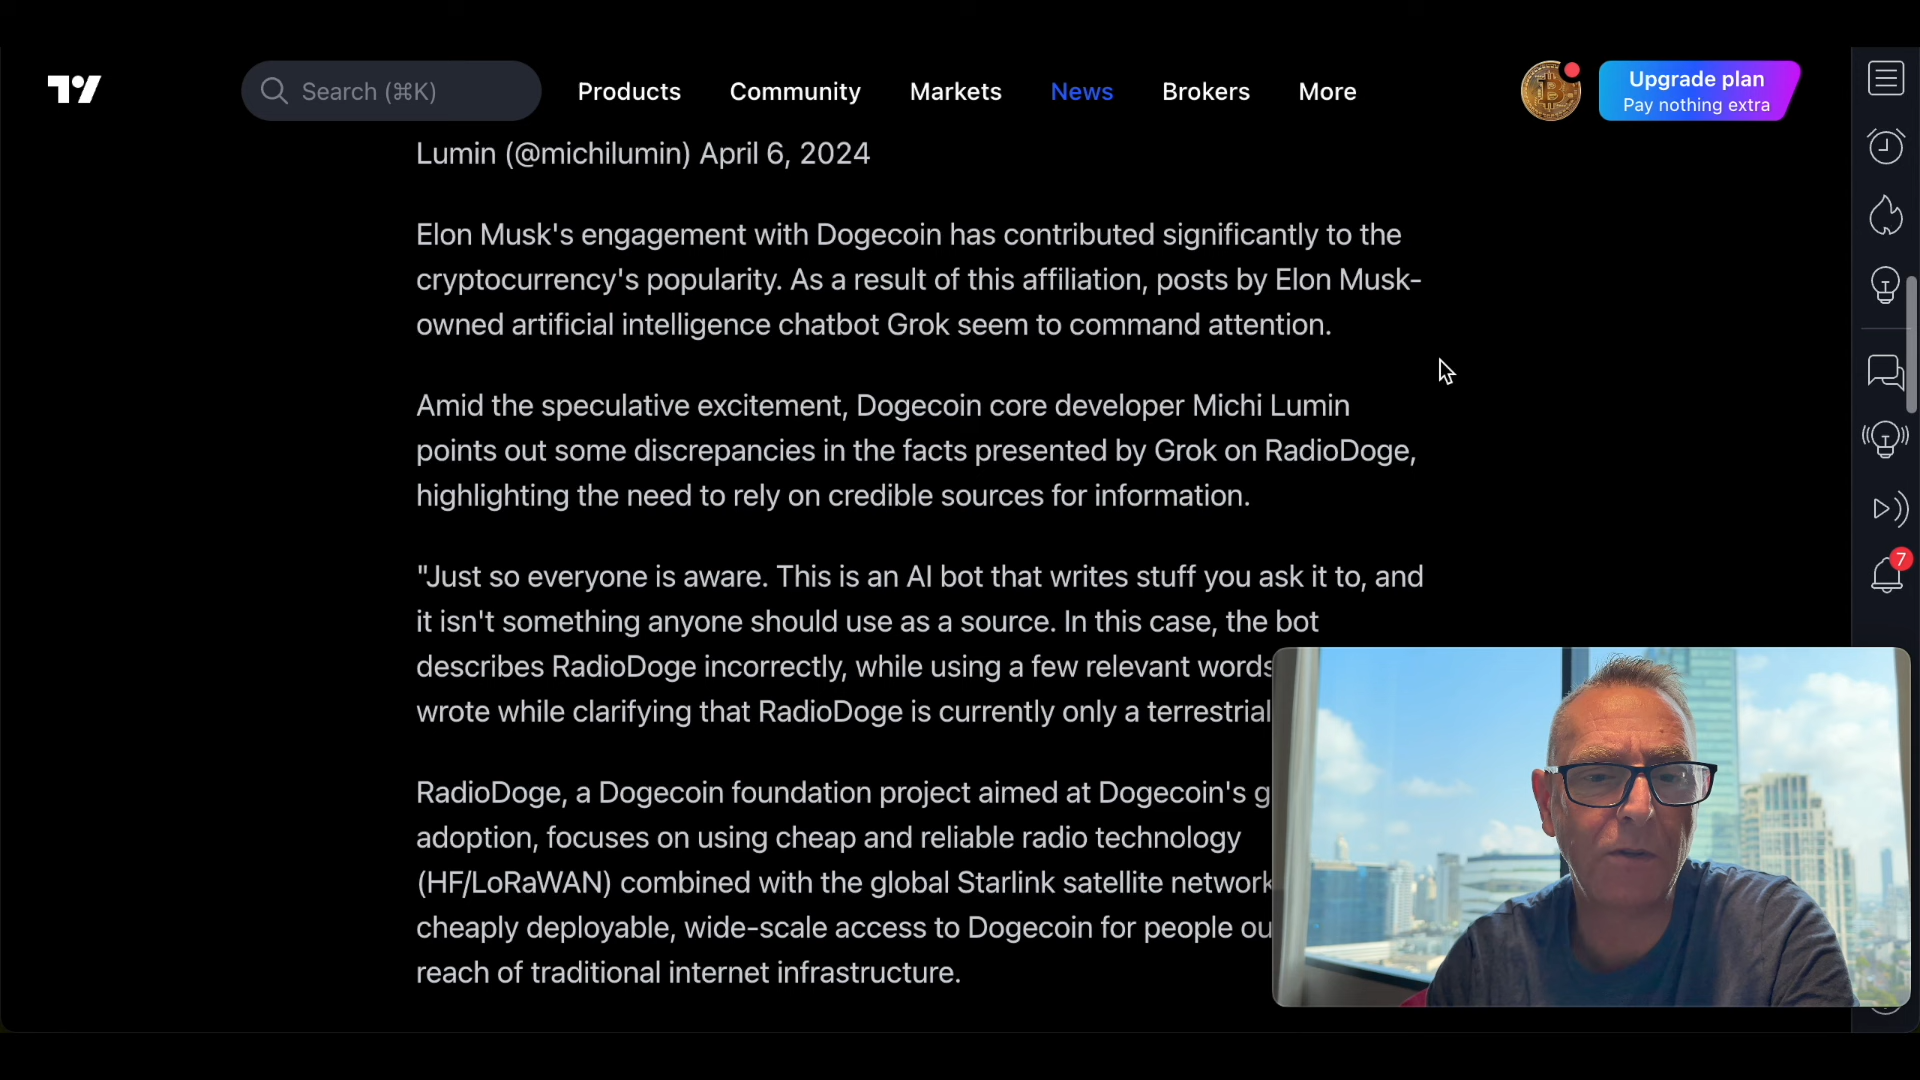 Search (⌘K)
Products
Community
Markets
News
Brokers
More
Upgrade plan
Pay nothing extra
Lumin (@michilumin) April 6, 2024
Elon Musk's engagement with Dogecoin has contributed significantly to the
cryptocurrency's popularity. As a result of this affiliation, posts by Elon Musk-
owned artificial intelligence chatbot Grok seem to command attention.
Amid the speculative excitement, Dogecoin core developer Michi Lumin
points out some discrepancies in the facts presented by Grok on RadioDoge,
highlighting the need to rely on credible sources for information.
"Just so everyone is aware. This is an AI bot that writes stuff you ask it to, and
it isn't something anyone should use as a source. In this case, the bot
describes RadioDoge incorrectly, while using a few relevant words
wrote while clarifying that RadioDoge is currently only a terrestrial
7
RadioDoge, a Dogecoin foundation project aimed at Dogecoin's g
adoption, focuses on using cheap and reliable radio technology
(HF/LoRaWAN) combined with the global Starlink satellite network
cheaply deployable, wide-scale access to Dogecoin for people ou
reach of traditional internet infrastructure.